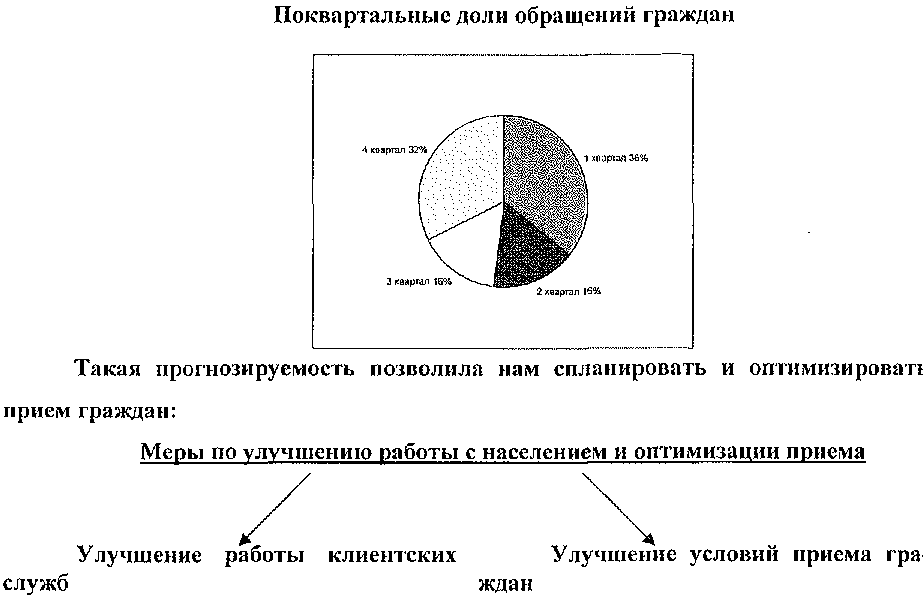 Поквартальные доли обращений граждан
4 квартал 32%
1 квартал 36%
3 квартал 16%
2 квартал 16%
Такая прогнозируемость позволила нам спланировать и оптимизировать
прием граждан:
Меры по улучшению работы с населением и оптимизации приема
Улучшение работы клиентских
служб
Улучшение условий приема гра-
ждан